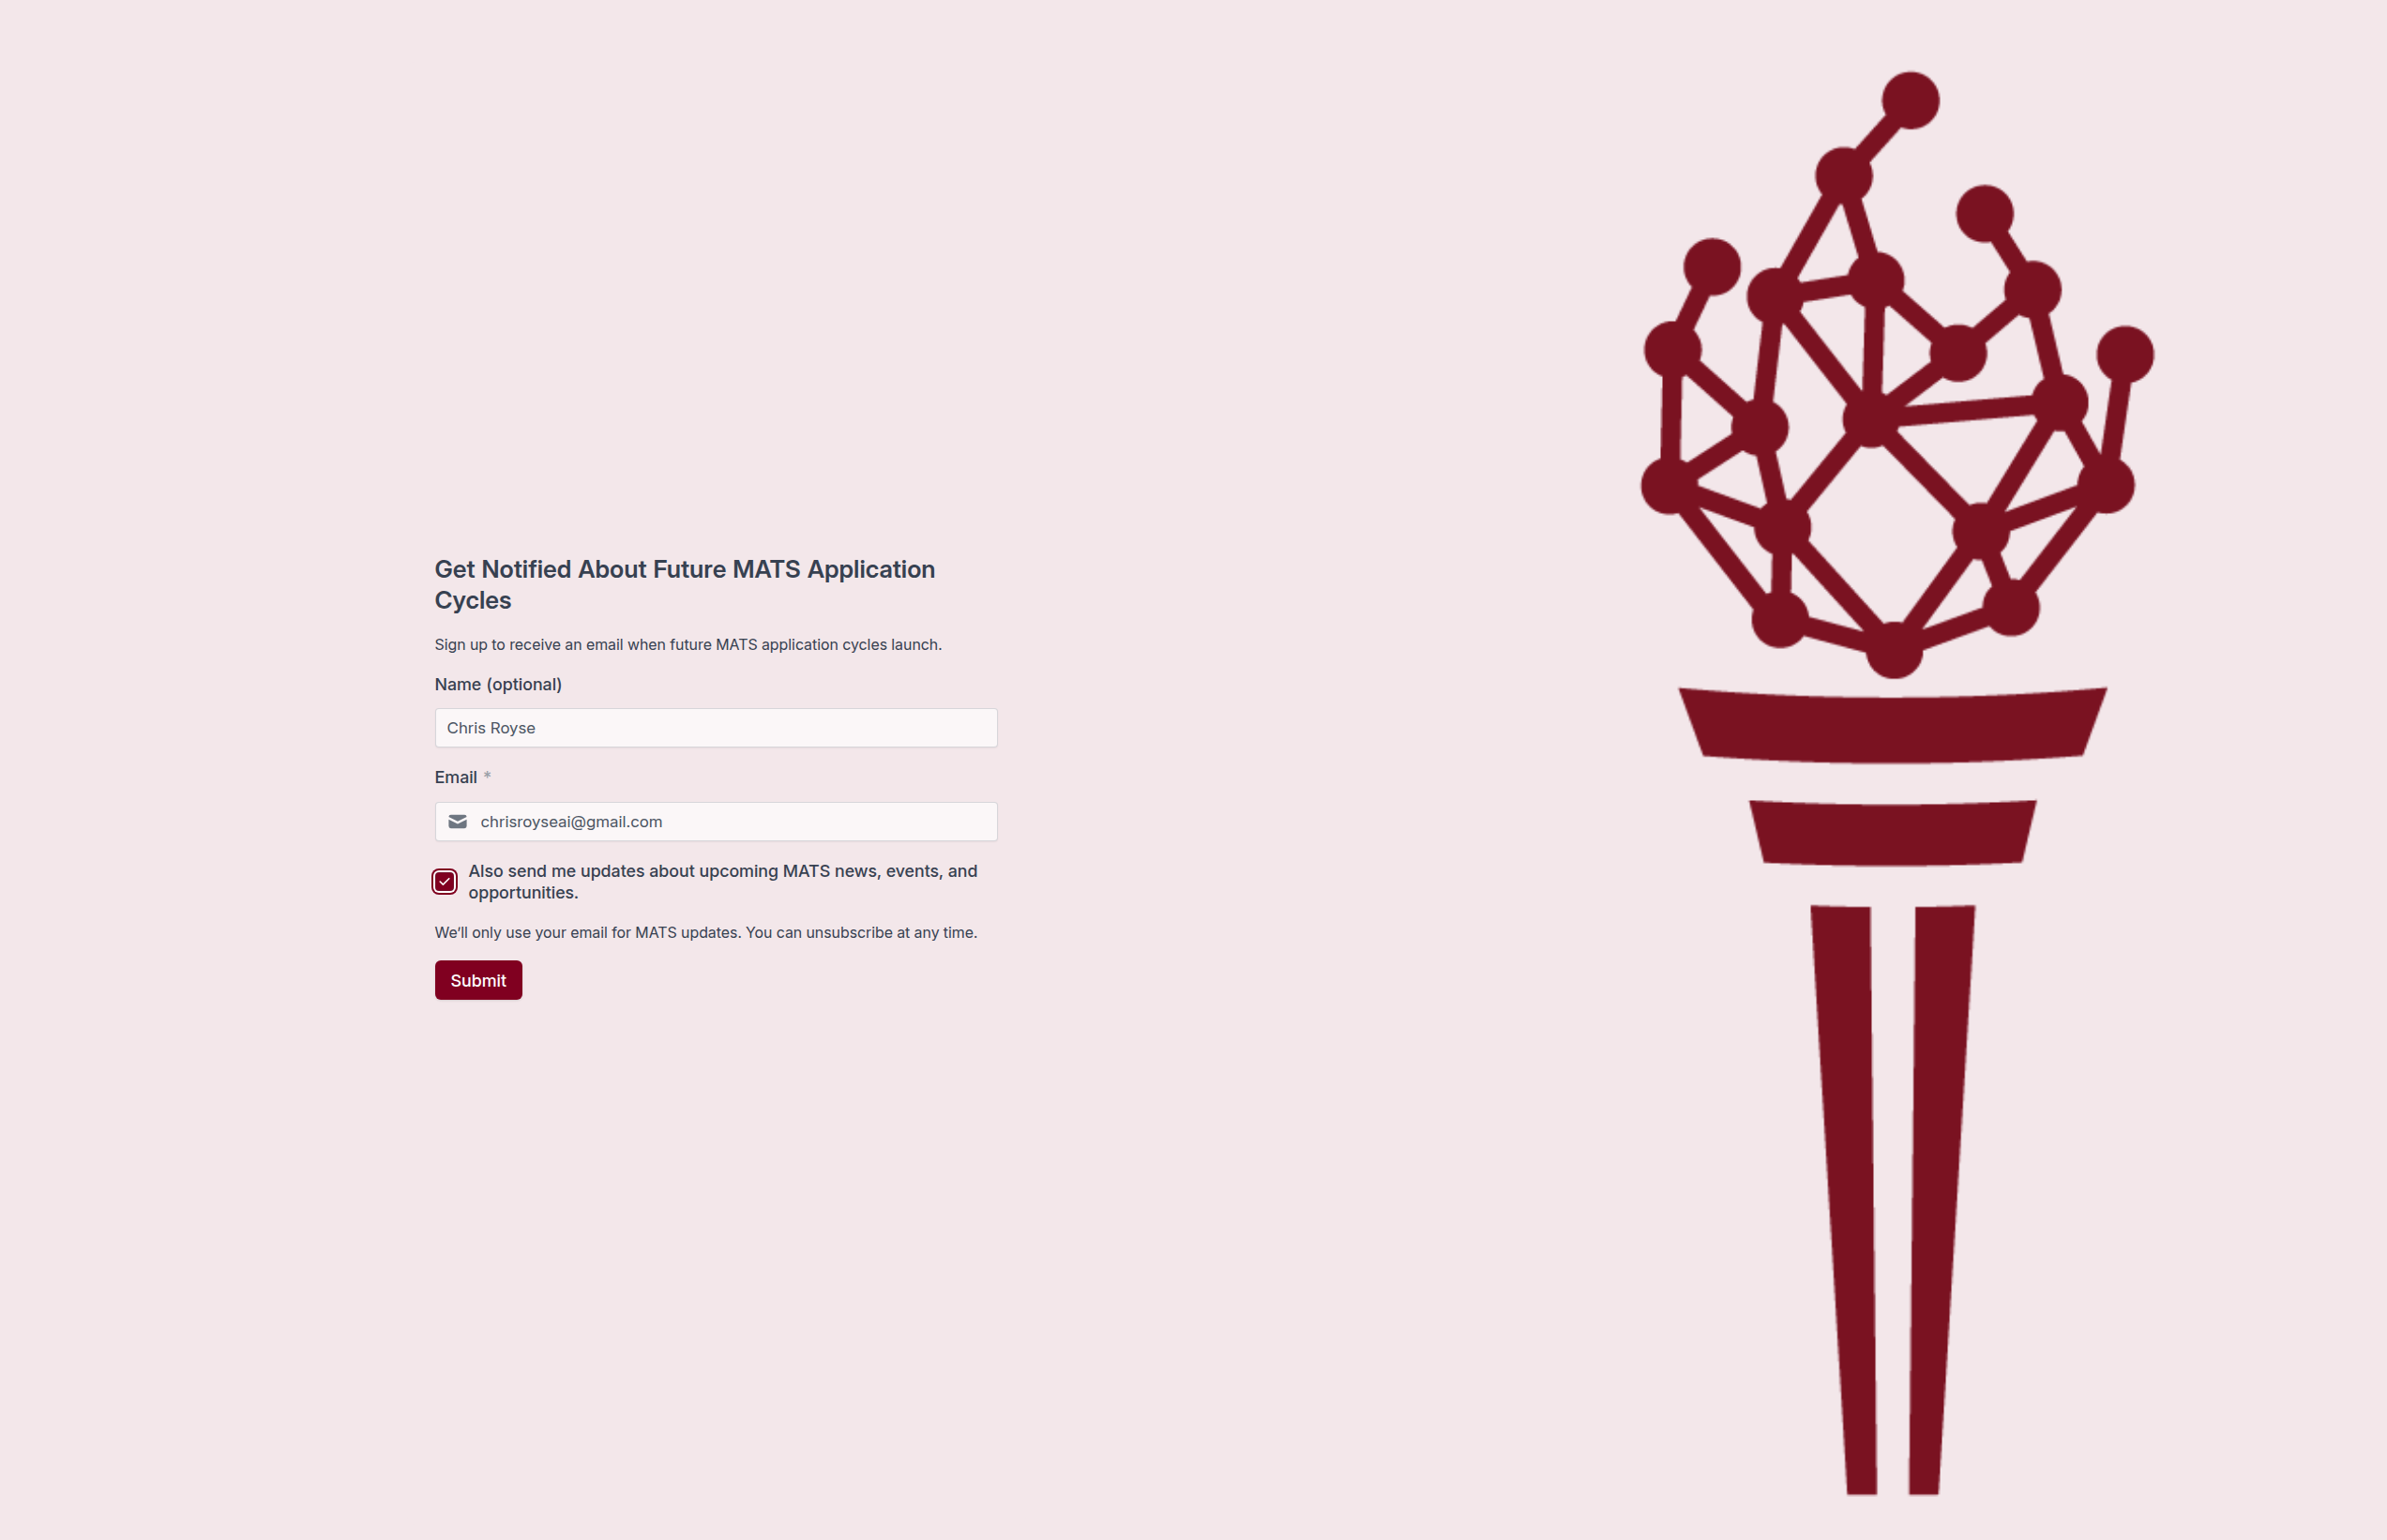 Get Notified About Future MATS Application
Cycles
Sign up to receive an email when future MATS application cycles launch.
Name (optional)
Chris Royse
Email *
chrisroyseai@gmail.com
Also send me updates about upcoming MATS news, events, and
opportunities.
We'll only use your email for MATS updates. You can unsubscribe at any time.
Submit